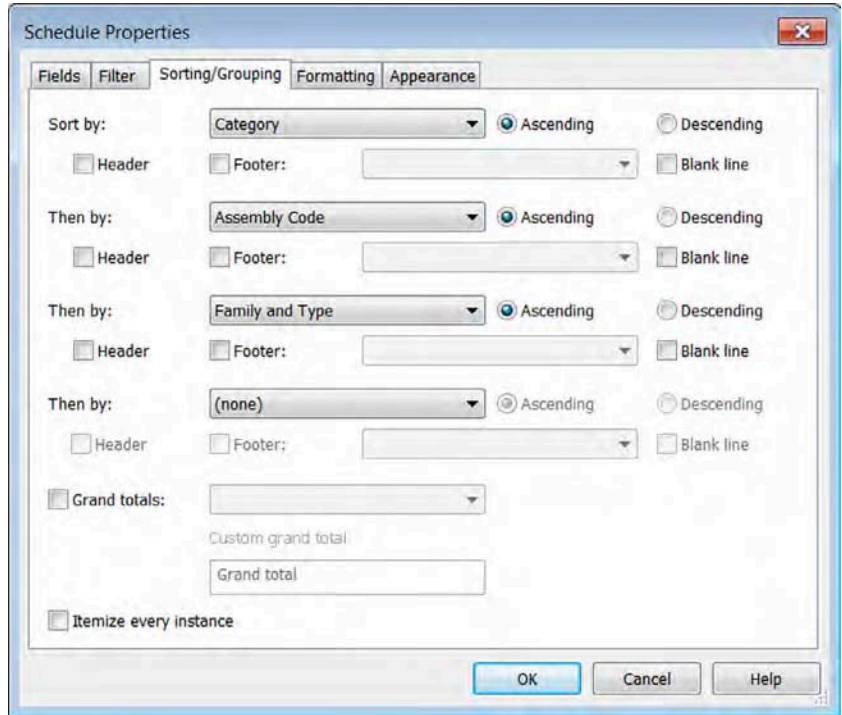 Schedule Properties
Fields Filter Sorting/Grouping Formatting Appearance
Sort by: Category Ascending Descending
Header Footer: Blank line
Then by: Assembly Code Ascending Descending
Header Footer: Blank line
Then by: Family and Type Ascending Descending
Header Footer: Blank line
Then by: (none) Ascending Descending
Header Footer: Blank line
Grand totals:
Custom grand total
Grand total
Itemize every instance
OK Cancel Help